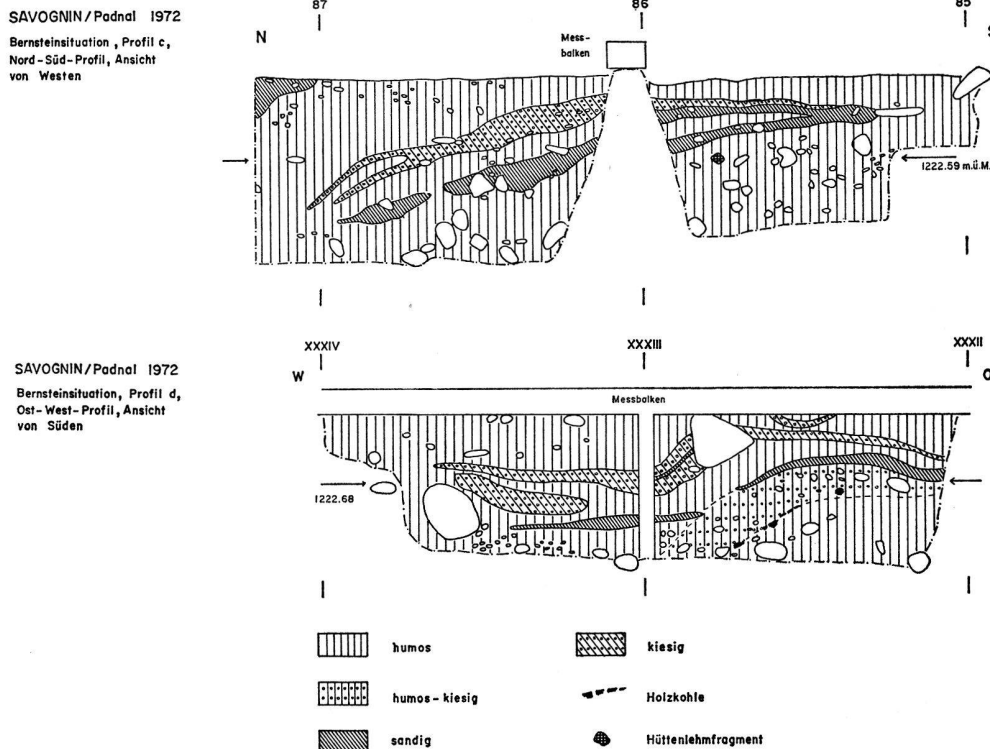 SAVOGNIN/Padnal 1972
Bernsteinsituation, Profil c,
Nord-Süd-Profil, Ansicht
von Westen
87
86
85
N
Mess-
balken
S
1222.59 m.ü.M.
SAVOGNIN/Padnal 1972
Bernsteinsituation, Profil d,
Ost-West-Profil, Ansicht
von Süden
XXXIV
XXXIII
XXXII
W
O
Messbalken
1222.68
humos
kiesig
humos-kiesig
Holzkohle
sandig
Hüttenlehmfragment